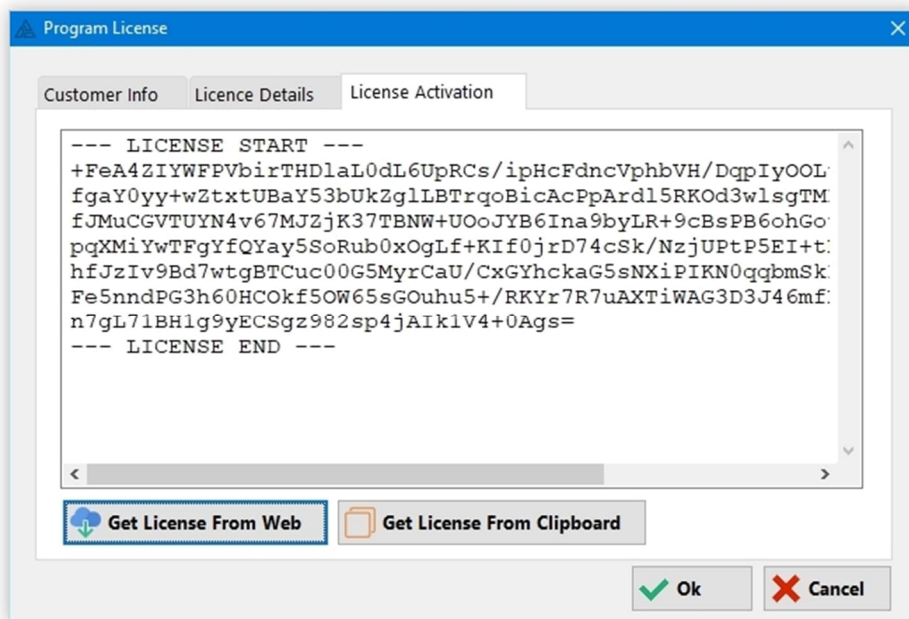 Program License
Customer Info
Licence Details
License Activation
--- LICENSE START ---
+FeA4ZIYWFPVbirTHDlaL0dL6UpRCs/ipHcFdncVphbVH/DqpIyOOL
fgaY0yy+wZtxtUBaY53bUkZglLBTrqoBicAcPpArdl5RKOd3wlsgTM
fJMuCGVTUYN4v67MJZjK37TBNW+UOoJYB6Ina9byLR+9cBsPB6ohGo
pqXMiYwTFgYfQYay5SoRub0xOgLf+KIf0jrD74cSk/NzjUPtP5EI+t
hfJzIv9Bd7wtgBTCuc00G5MyrCaU/CxGYhckaG5sNXiPIKN0qqbmSk
Fe5nndPG3h60HCOkf5OW65sGOuhu5+/RKYr7R7uAXTiWAG3D3J46mf
n7gL71BH1g9yECSgz982sp4jAIk1V4+0Ags=
--- LICENSE END ---
Get License From Web
Get License From Clipboard
Ok
Cancel